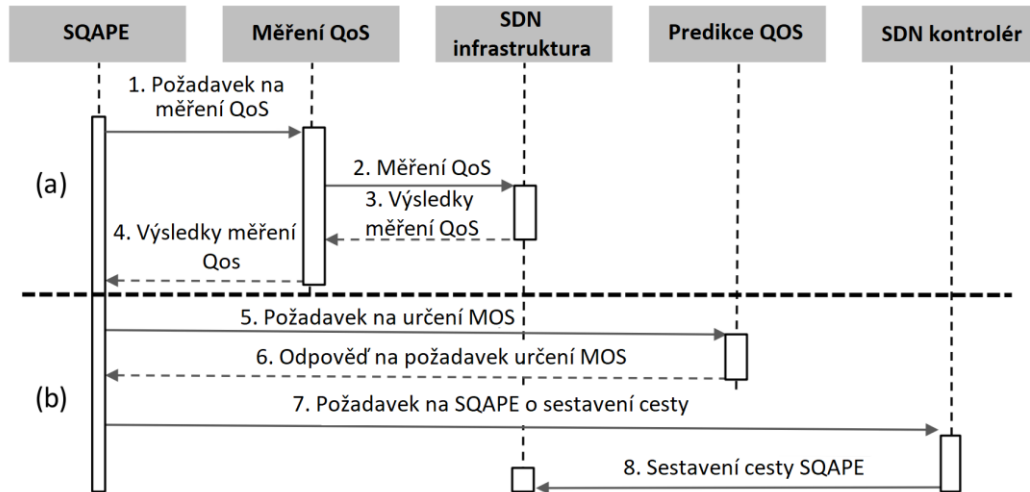 SQAPE
Měření QoS
SDN
infrastruktura
Predikce QOS
SDN kontrolér
1. Požadavek na
měření QoS
(a)
2. Měření QoS
3. Výsledky
měření QoS
4. Výsledky měření
Qos
5. Požadavek na určení MOS
6. Odpověď na požadavek určení MOS
(b)
7. Požadavek na SQAPE o sestavení cesty
8. Sestavení cesty SQAPE